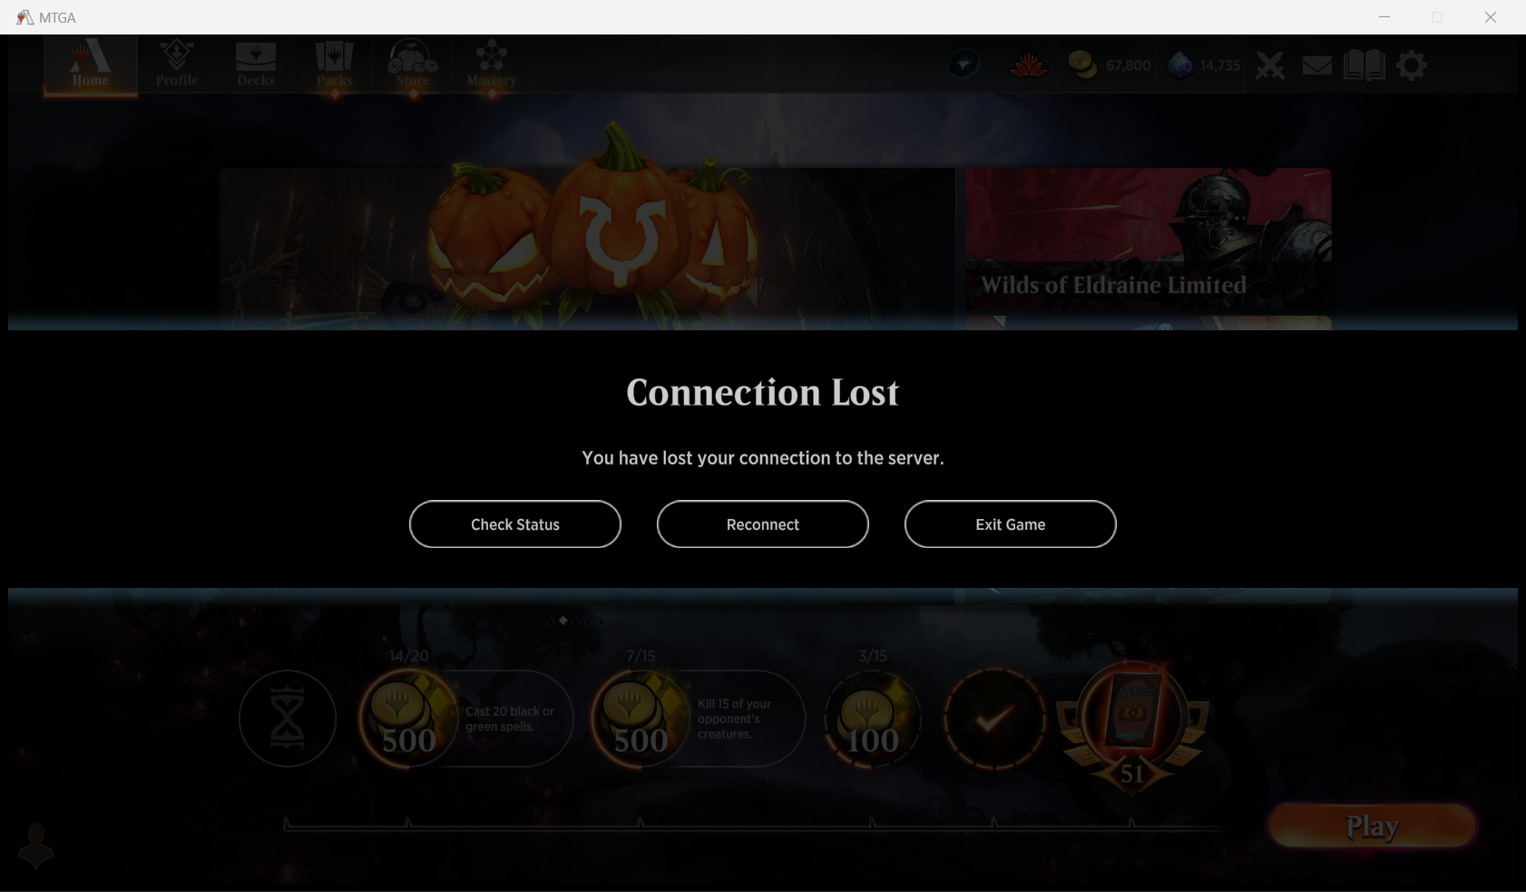 MTGA
Home
Profile
Decks
Packs
Store
Mastery
67,800
14,735
Wilds of Eldraine Limited
Connection Lost
You have lost your connection to the server.
Check Status
Reconnect
Exit Game
14/20
500
Cast 20 black or
green spells.
7/15
500
Kill 15 of your
opponent's
creatures.
3/15
100
51
Play